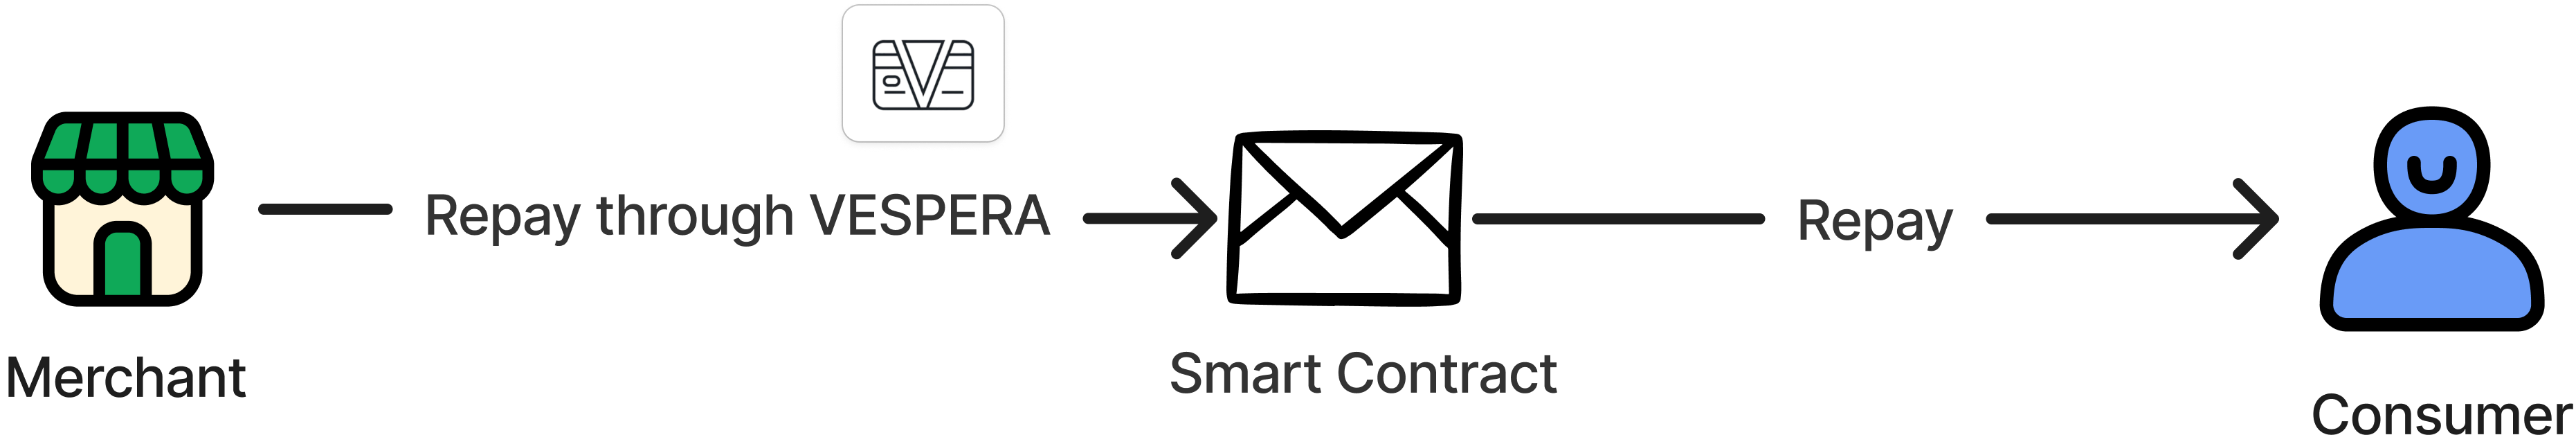 Repay through VESPERA
Repay
Merchant
Smart Contract
Consumer